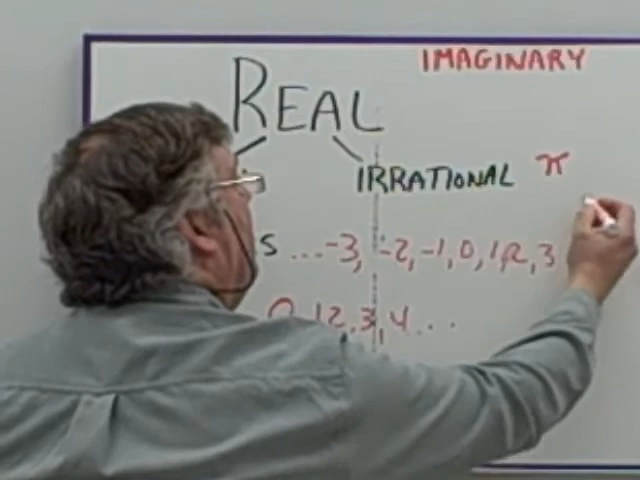 IMAGINARY
REAL
IRRATIONAL π
s ...-3, -2, -1, 0, 1, 2, 3
0, 1 2, 3, 4 ...